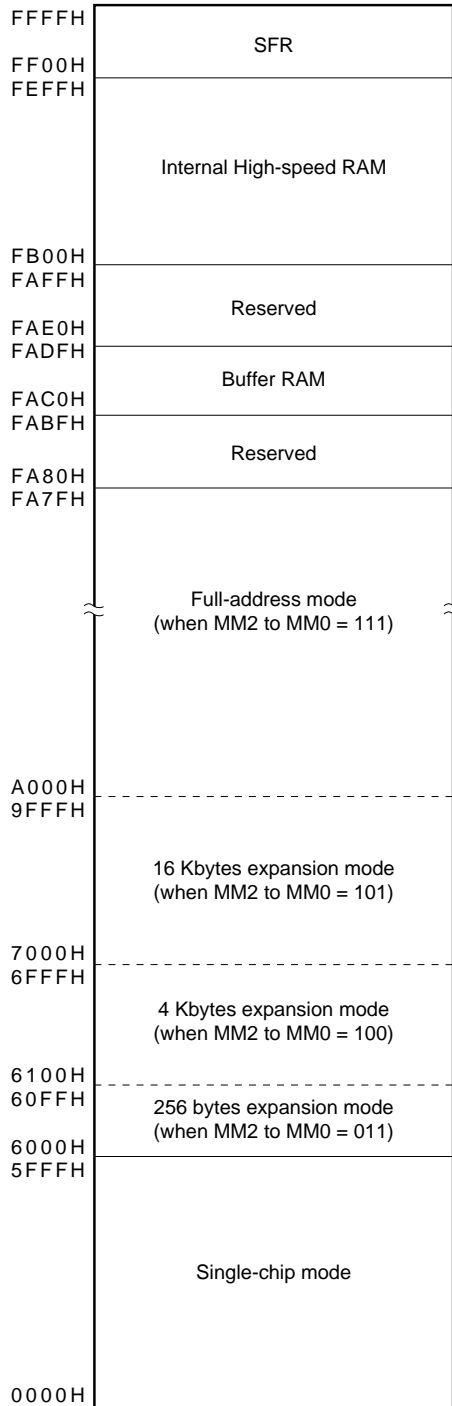 FFFFH
SFR
FF00H
FEFFH
Internal High-speed RAM
FB00H
FAFFH
Reserved
FAE0H
FADFH
Buffer RAM
FAC0H
FABFH
Reserved
FA80H
FA7FH
Full-address mode
(when MM2 to MM0 = 111)
A000H
9FFFH
16 Kbytes expansion mode
(when MM2 to MM0 = 101)
7000H
6FFFH
4 Kbytes expansion mode
(when MM2 to MM0 = 100)
6100H
60FFH
256 bytes expansion mode
(when MM2 to MM0 = 011)
6000H
5FFFH
Single-chip mode
0000H